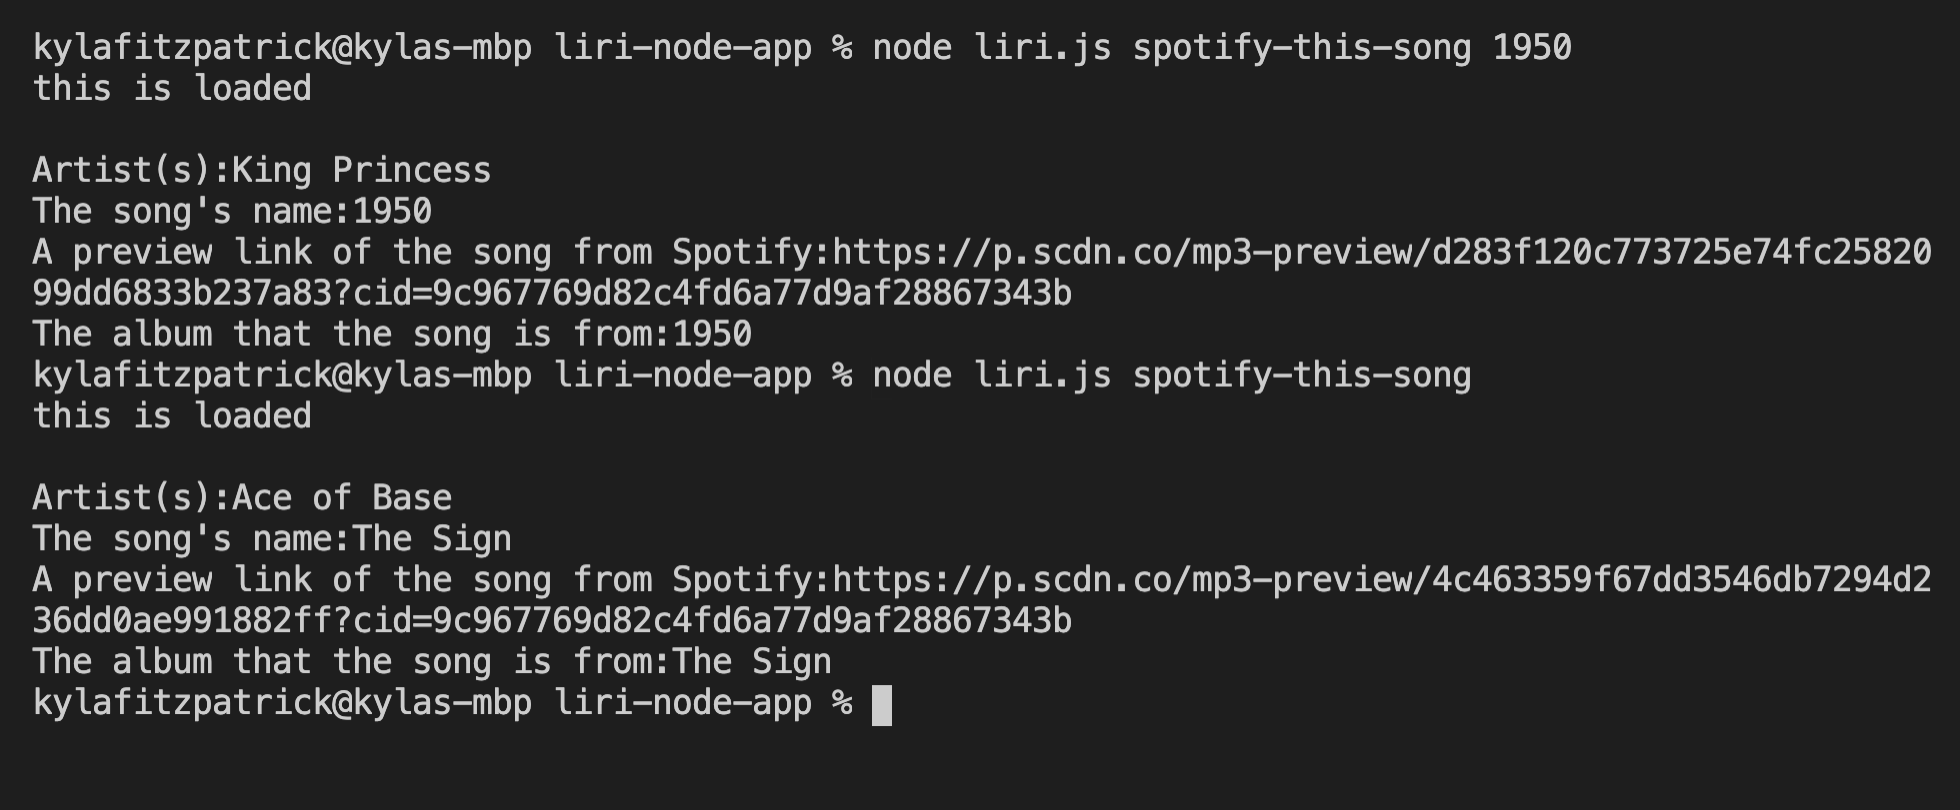 kylafitzpatrick@kylas-mbp liri-node-app % node liri.js spotify-this-song 1950
this is loaded
Artist(s):King Princess
The song's name:1950
A preview link of the song from Spotify:https://p.scdn.co/mp3-preview/d283f120c773725e74fc25820
99dd6833b237a83?cid=9c967769d82c4fd6a77d9af28867343b
The album that the song is from:1950
kylafitzpatrick@kylas-mbp liri-node-app % node liri.js spotify-this-song
this is loaded
Artist(s):Ace of Base
The song's name:The Sign
A preview link of the song from Spotify:https://p.scdn.co/mp3-preview/4c463359f67dd3546db7294d2
36dd0ae991882ff?cid=9c967769d82c4fd6a77d9af28867343b
The album that the song is from:The Sign
kylafitzpatrick@kylas-mbp liri-node-app %